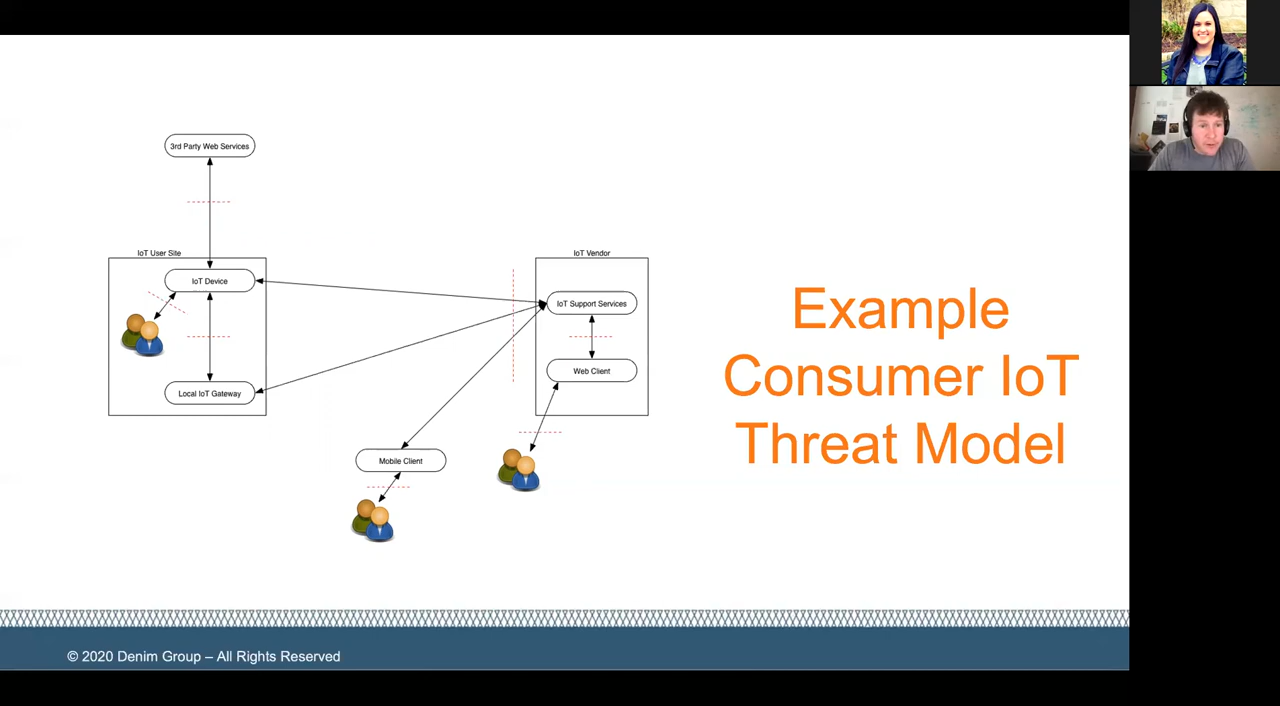 3rd Party Web Services
IoT User Site
IoT Device
Local IoT Gateway
IoT Vendor
IoT Support Services
Web Client
Mobile Client
Example
Consumer IoT
Threat Model
© 2020 Denim Group – All Rights Reserved